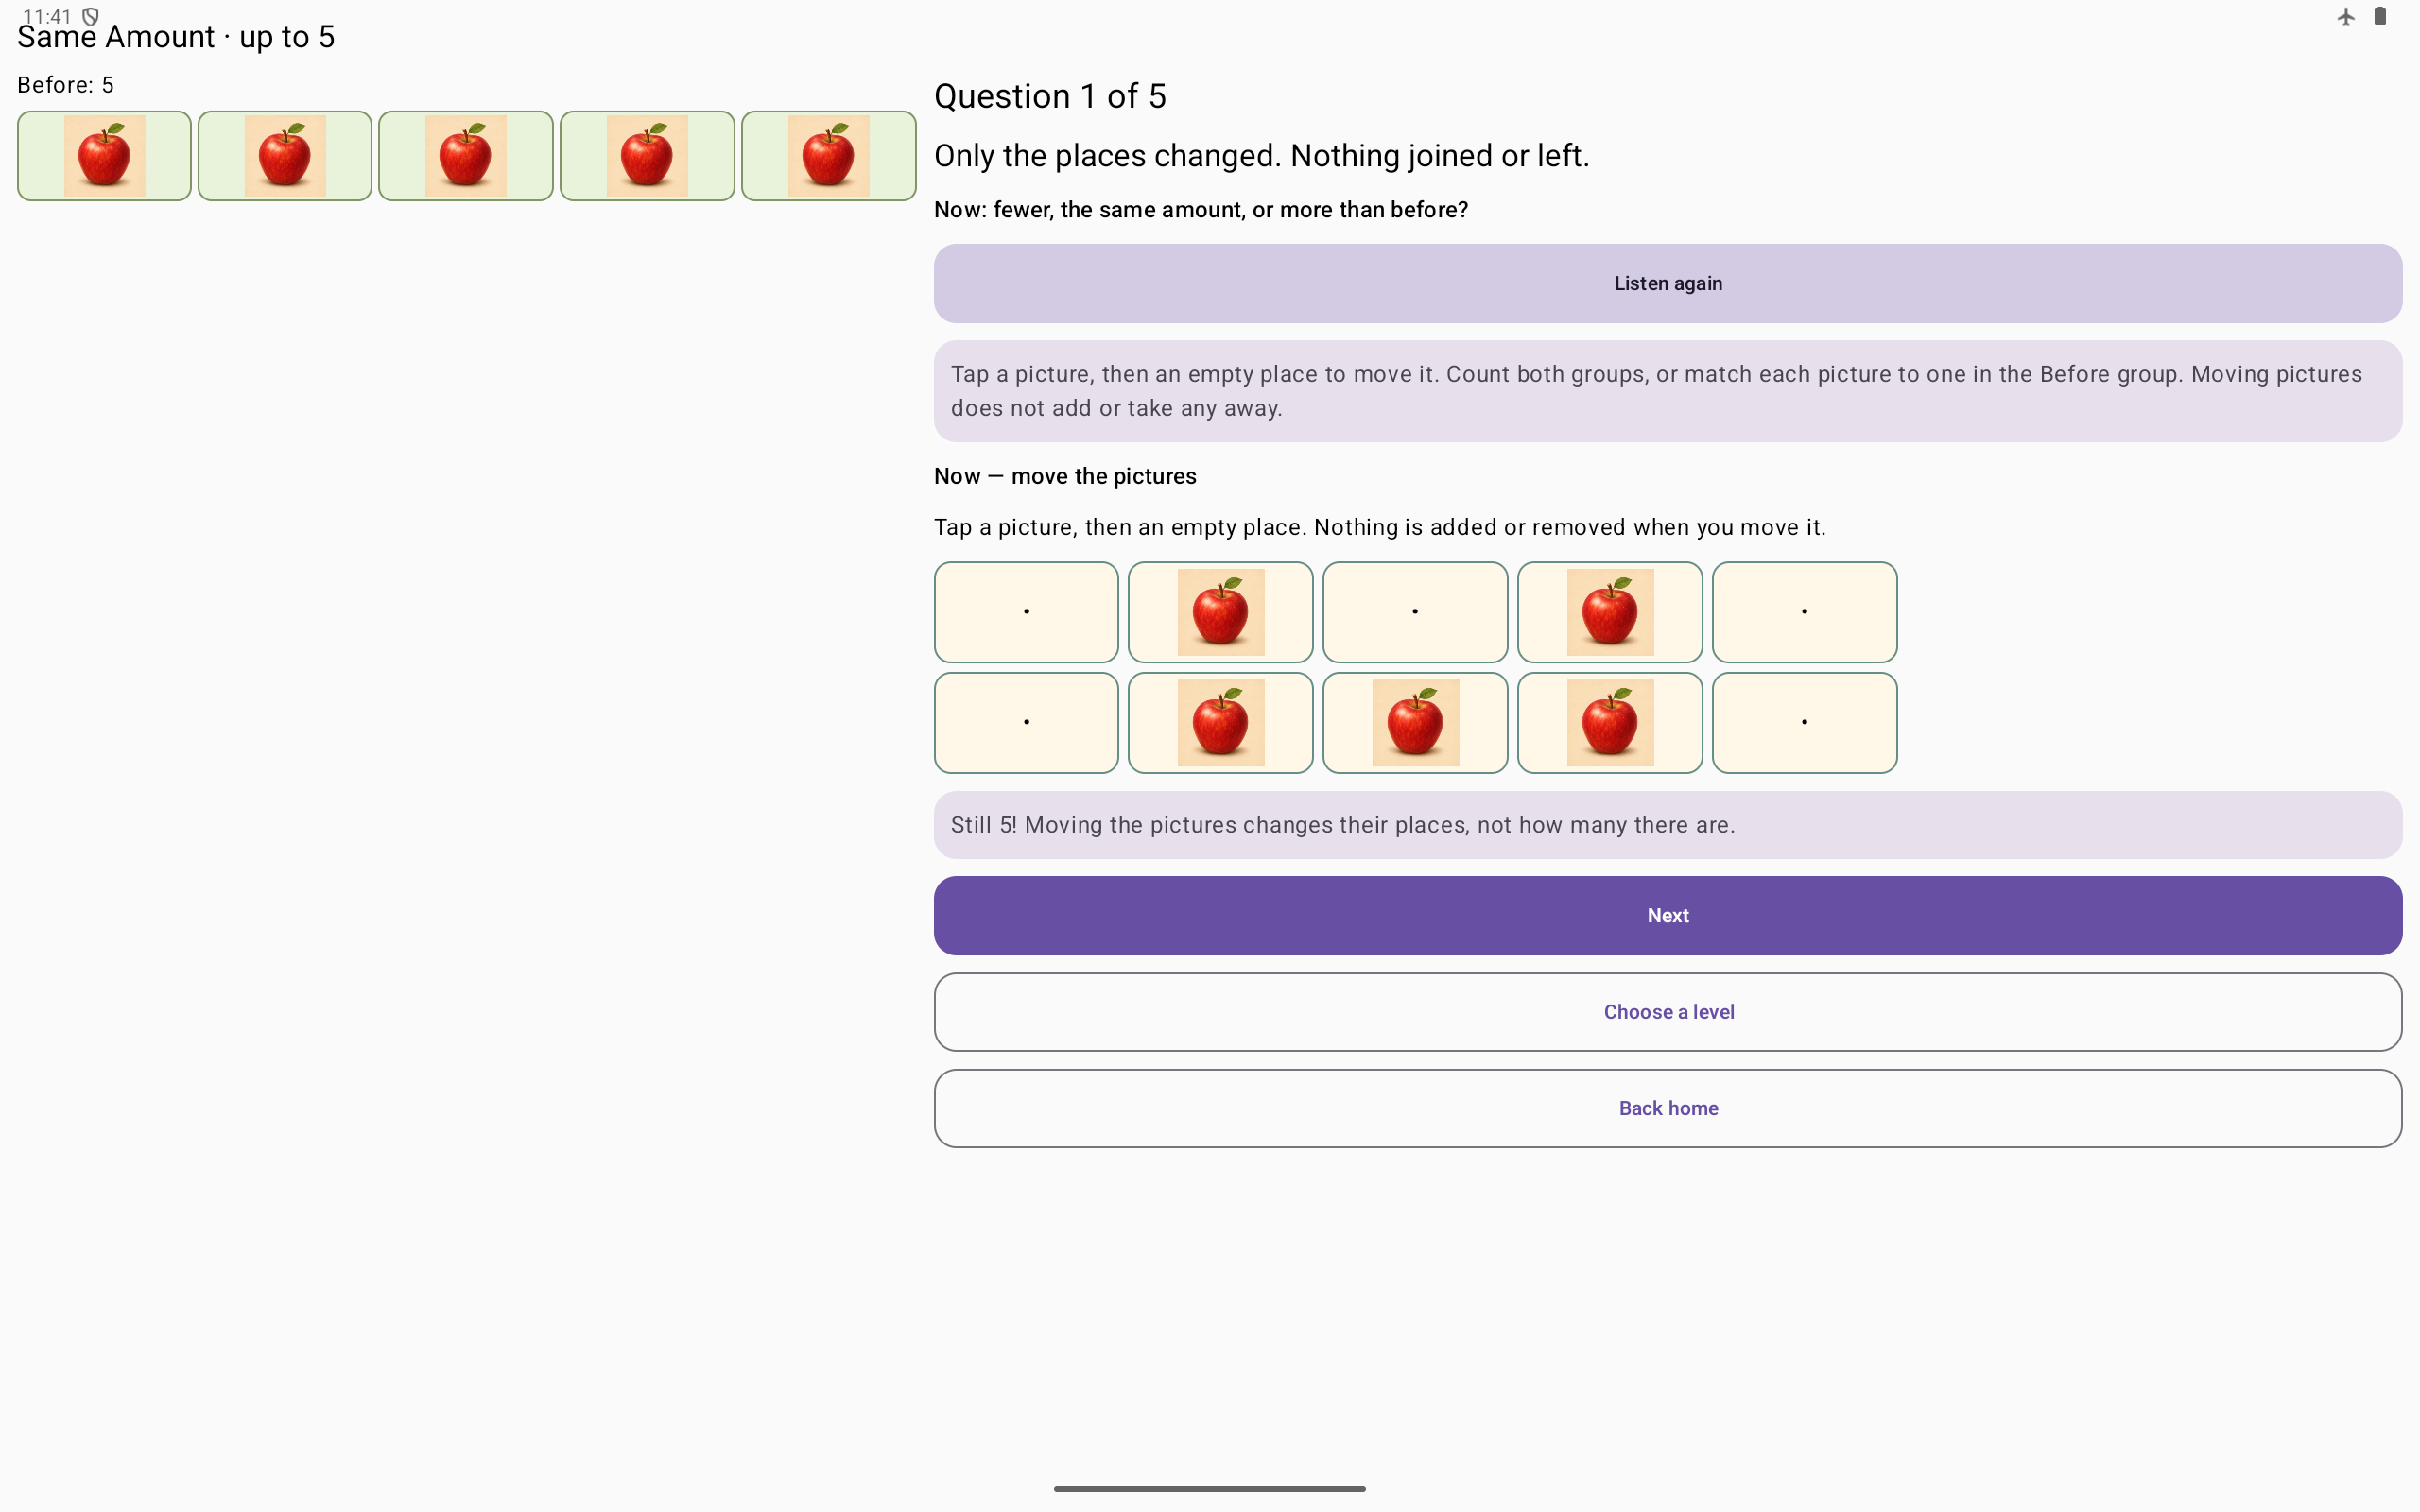 11:41
Same Amount · up to 5
Before: 5
Question 1 of 5
Only the places changed. Nothing joined or left.
Now: fewer, the same amount, or more than before?
Listen again
Tap a picture, then an empty place to move it. Count both groups, or match each picture to one in the Before group. Moving pictures
does not add or take any away.
Now — move the pictures
Tap a picture, then an empty place. Nothing is added or removed when you move it.
Still 5! Moving the pictures changes their places, not how many there are.
Next
Choose a level
Back home